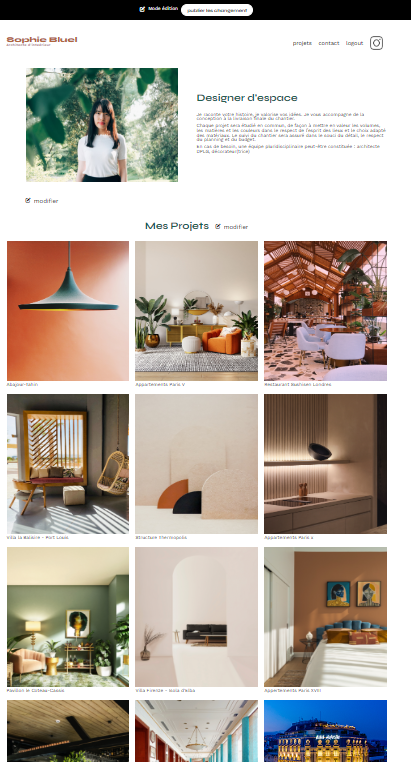 Mode édition
publier les changement
Sophie Bluel
Architecte d'intérieur
projets
contact
logout
Designer d'espace
Je raconte votre histoire, je valorise vos idées. Je vous accompagne de la
conception à la livraison finale du chantier.
Chaque projet sera étudié en commun, de façon à mettre en valeur les volumes,
les matières et les couleurs dans le respect de l'esprit des lieux et le choix adapté
des matériaux. Le suivi du chantier sera assuré dans le souci du détail, le respect
du planning et du budget.
En cas de besoin, une équipe pluridisciplinaire peut-être constituée : architecte
DPLG, décorateur(trice)
modifier
Mes Projets
modifier
Abajour Tahina
Appartements Paris V
Restaurant Sushisen Londres
Villa la Balisière - Port Louis
Structure Thermopolis
Appartements Paris x
Pavillon le Coteau - Cassis
Villa Ferneze - Isola d'Elba
Appartements Paris XVIII